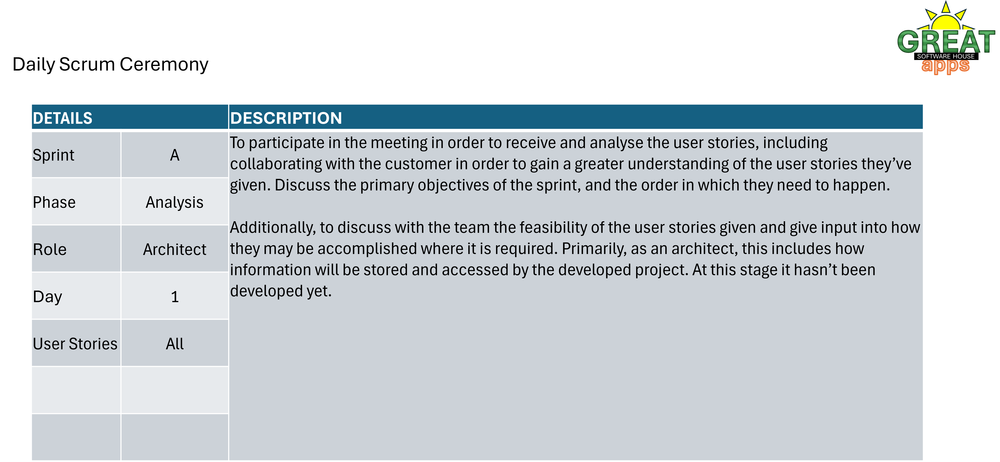 GREAT
SOFTWARE HOUSE
apps
Daily Scrum Ceremony
DETAILS DESCRIPTION
Sprint A
Phase Analysis
Role Architect
Day 1
User Stories All
To participate in the meeting in order to receive and analyse the user stories, including
collaborating with the customer in order to gain a greater understanding of the user stories they’ve
given. Discuss the primary objectives of the sprint, and the order in which they need to happen.
Additionally, to discuss with the team the feasibility of the user stories given and give input into how
they may be accomplished where it is required. Primarily, as an architect, this includes how
information will be stored and accessed by the developed project. At this stage it hasn’t been
developed yet.